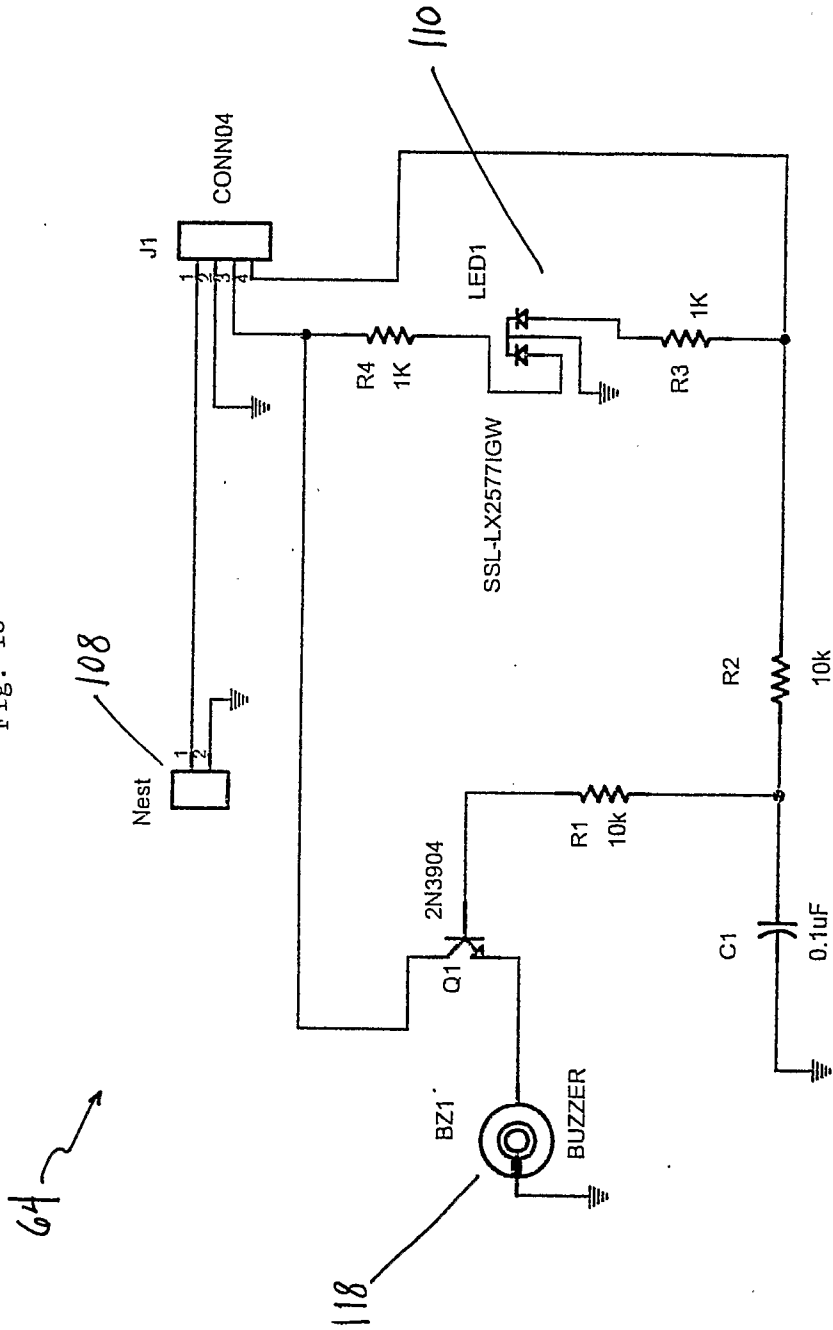 Fig.
64
108
110
118
Nest
1
2
J1
CONN04
1
2
3
4
R4
1K
LED1
SSL-LX2577IGW
R3
1K
2N3904
Q1
BZ1
BUZZER
R1
10k
R2
10k
C1
0.1uF